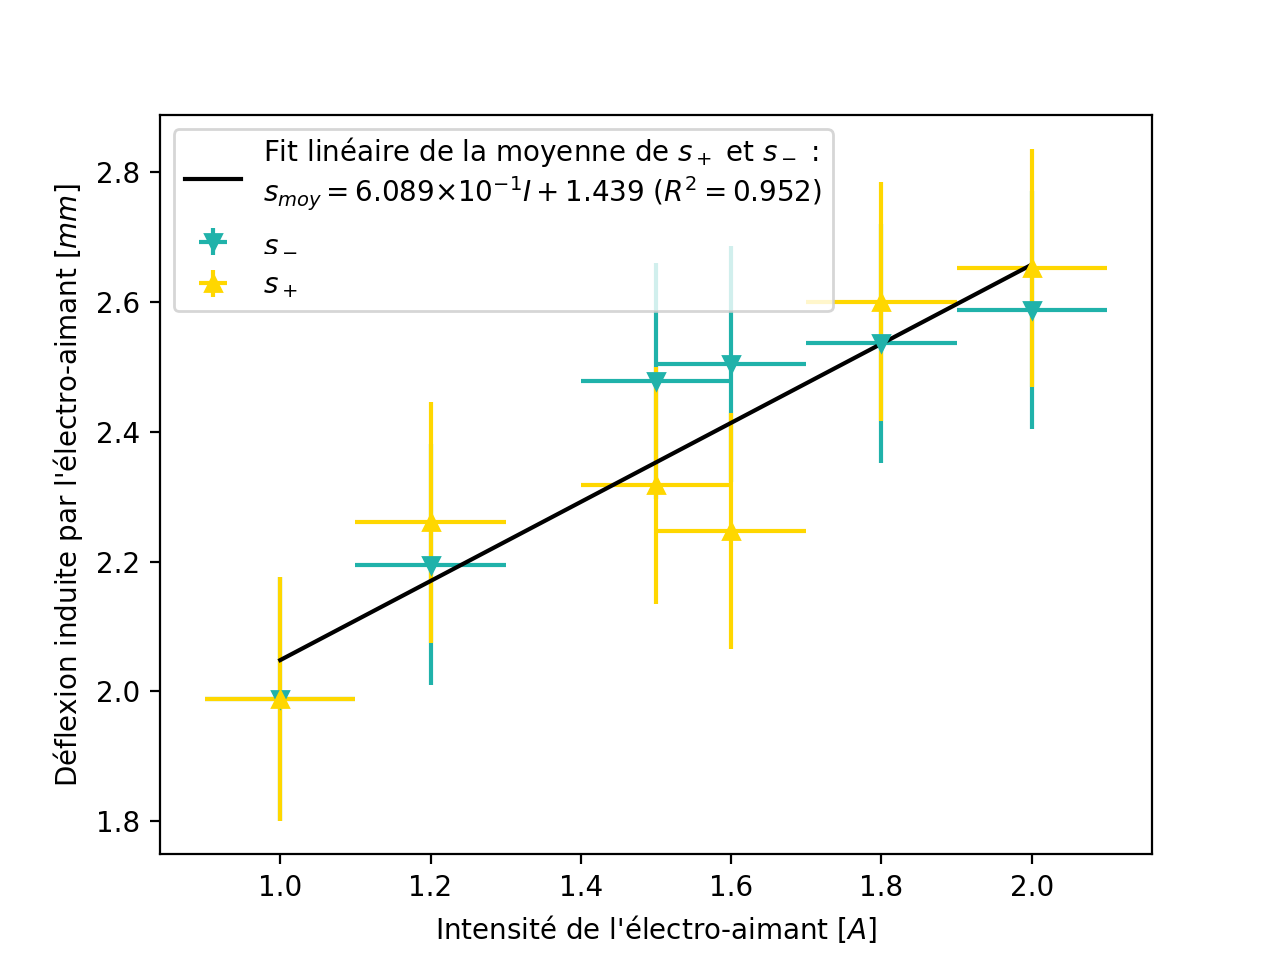 Fit linéaire de la moyenne de s₊ et s₋ :
s_moy = 6.089×10⁻¹I + 1.439 (R² = 0.952)
s₋
s₊
Déflexion induite par l'électro-aimant [mm]
2.8
2.6
2.4
2.2
2.0
1.8
1.0 1.2 1.4 1.6 1.8 2.0
Intensité de l'électro-aimant [A]